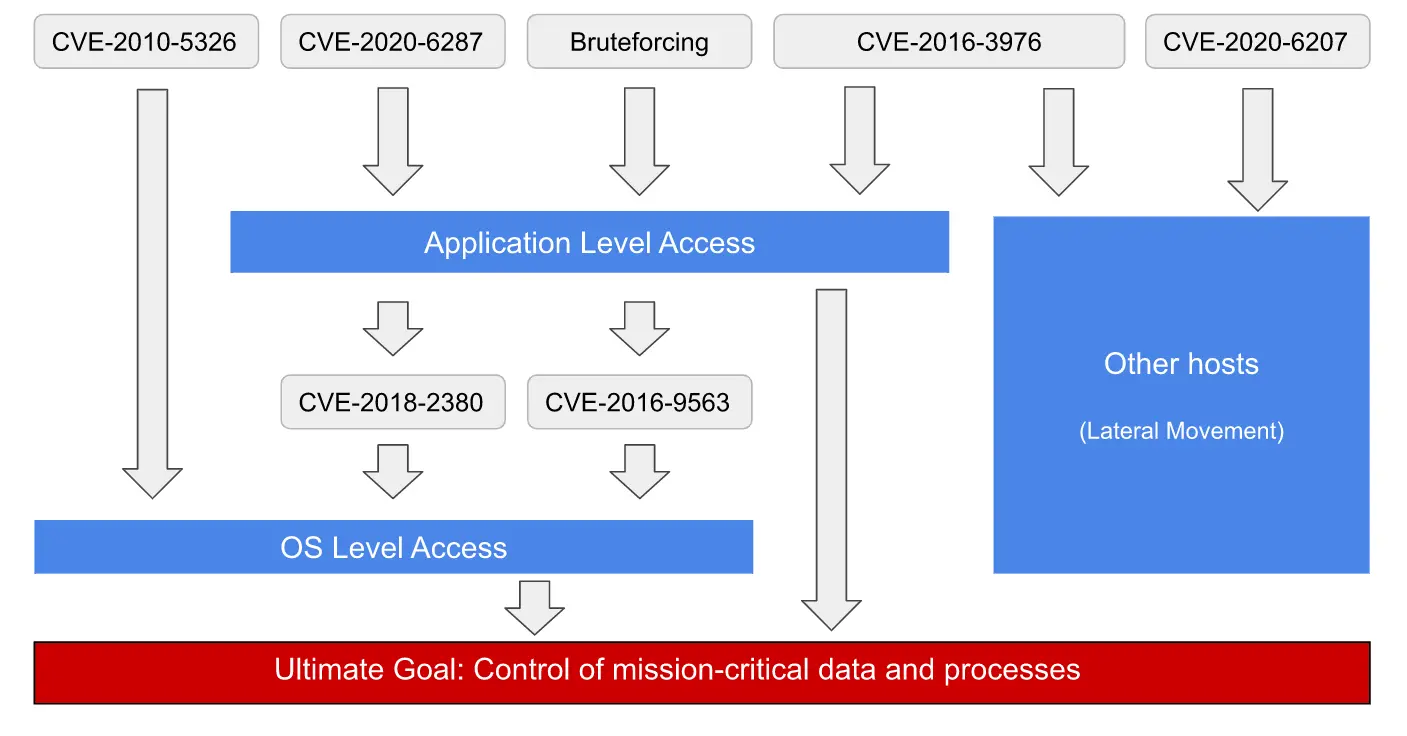 CVE-2010-5326
CVE-2020-6287
Bruteforcing
CVE-2016-3976
CVE-2020-6207
Application Level Access
Other hosts
(Lateral Movement)
CVE-2018-2380
CVE-2016-9563
OS Level Access
Ultimate Goal: Control of mission-critical data and processes